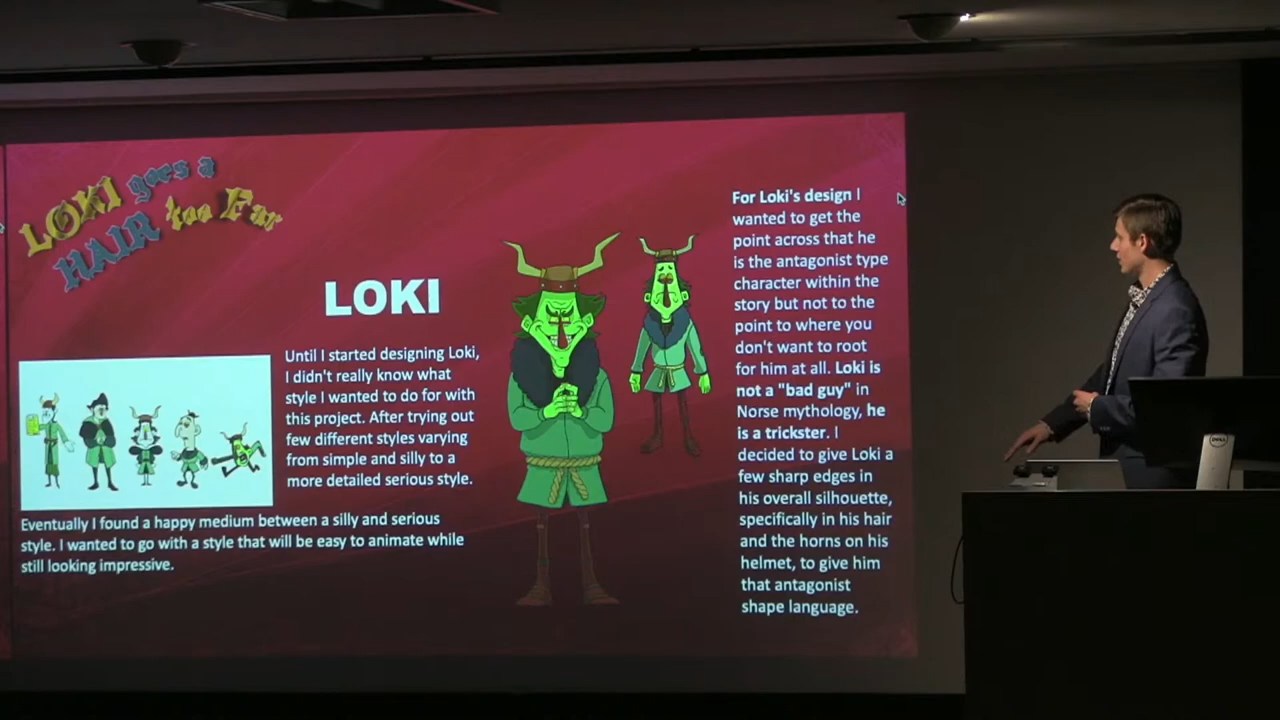 LOKI goes a
HAIR too Far
LOKI
Until I started designing Loki,
I didn't really know what
style I wanted to do for with
this project. After trying out
few different styles varying
from simple and silly to a
more detailed serious style.
Eventually I found a happy medium between a silly and serious
style. I wanted to go with a style that will be easy to animate while
still looking impressive.
For Loki's design I
wanted to get the
point across that he
is the antagonist type
character within the
story but not to the
point to where you
don't want to root
for him at all. Loki is
not a "bad guy" in
Norse mythology, he
is a trickster. I
decided to give Loki a
few sharp edges in
his overall silhouette,
specifically in his hair
and the horns on his
helmet, to give him
that antagonist
shape language.
DELL